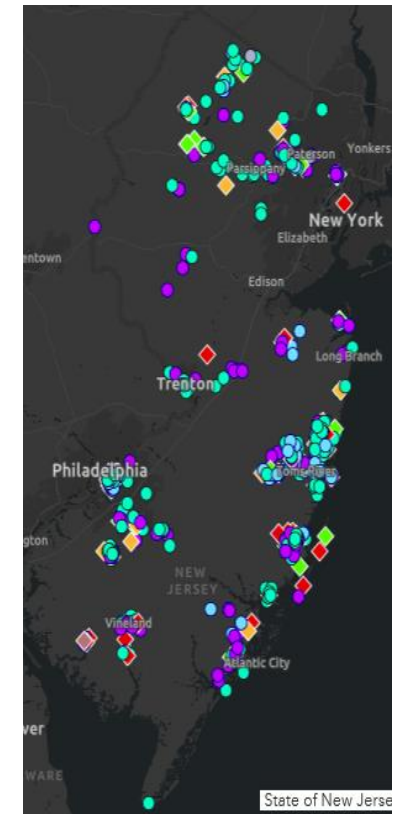 Paterson
Yonkers
Parsippany
New York
Elizabeth
entown
Edison
Long Branch
Trenton
Philadelphia
Toms River
gton
NEW
JERSEY
Vineland
Atlantic City
ver
WARE
State of New Jerse